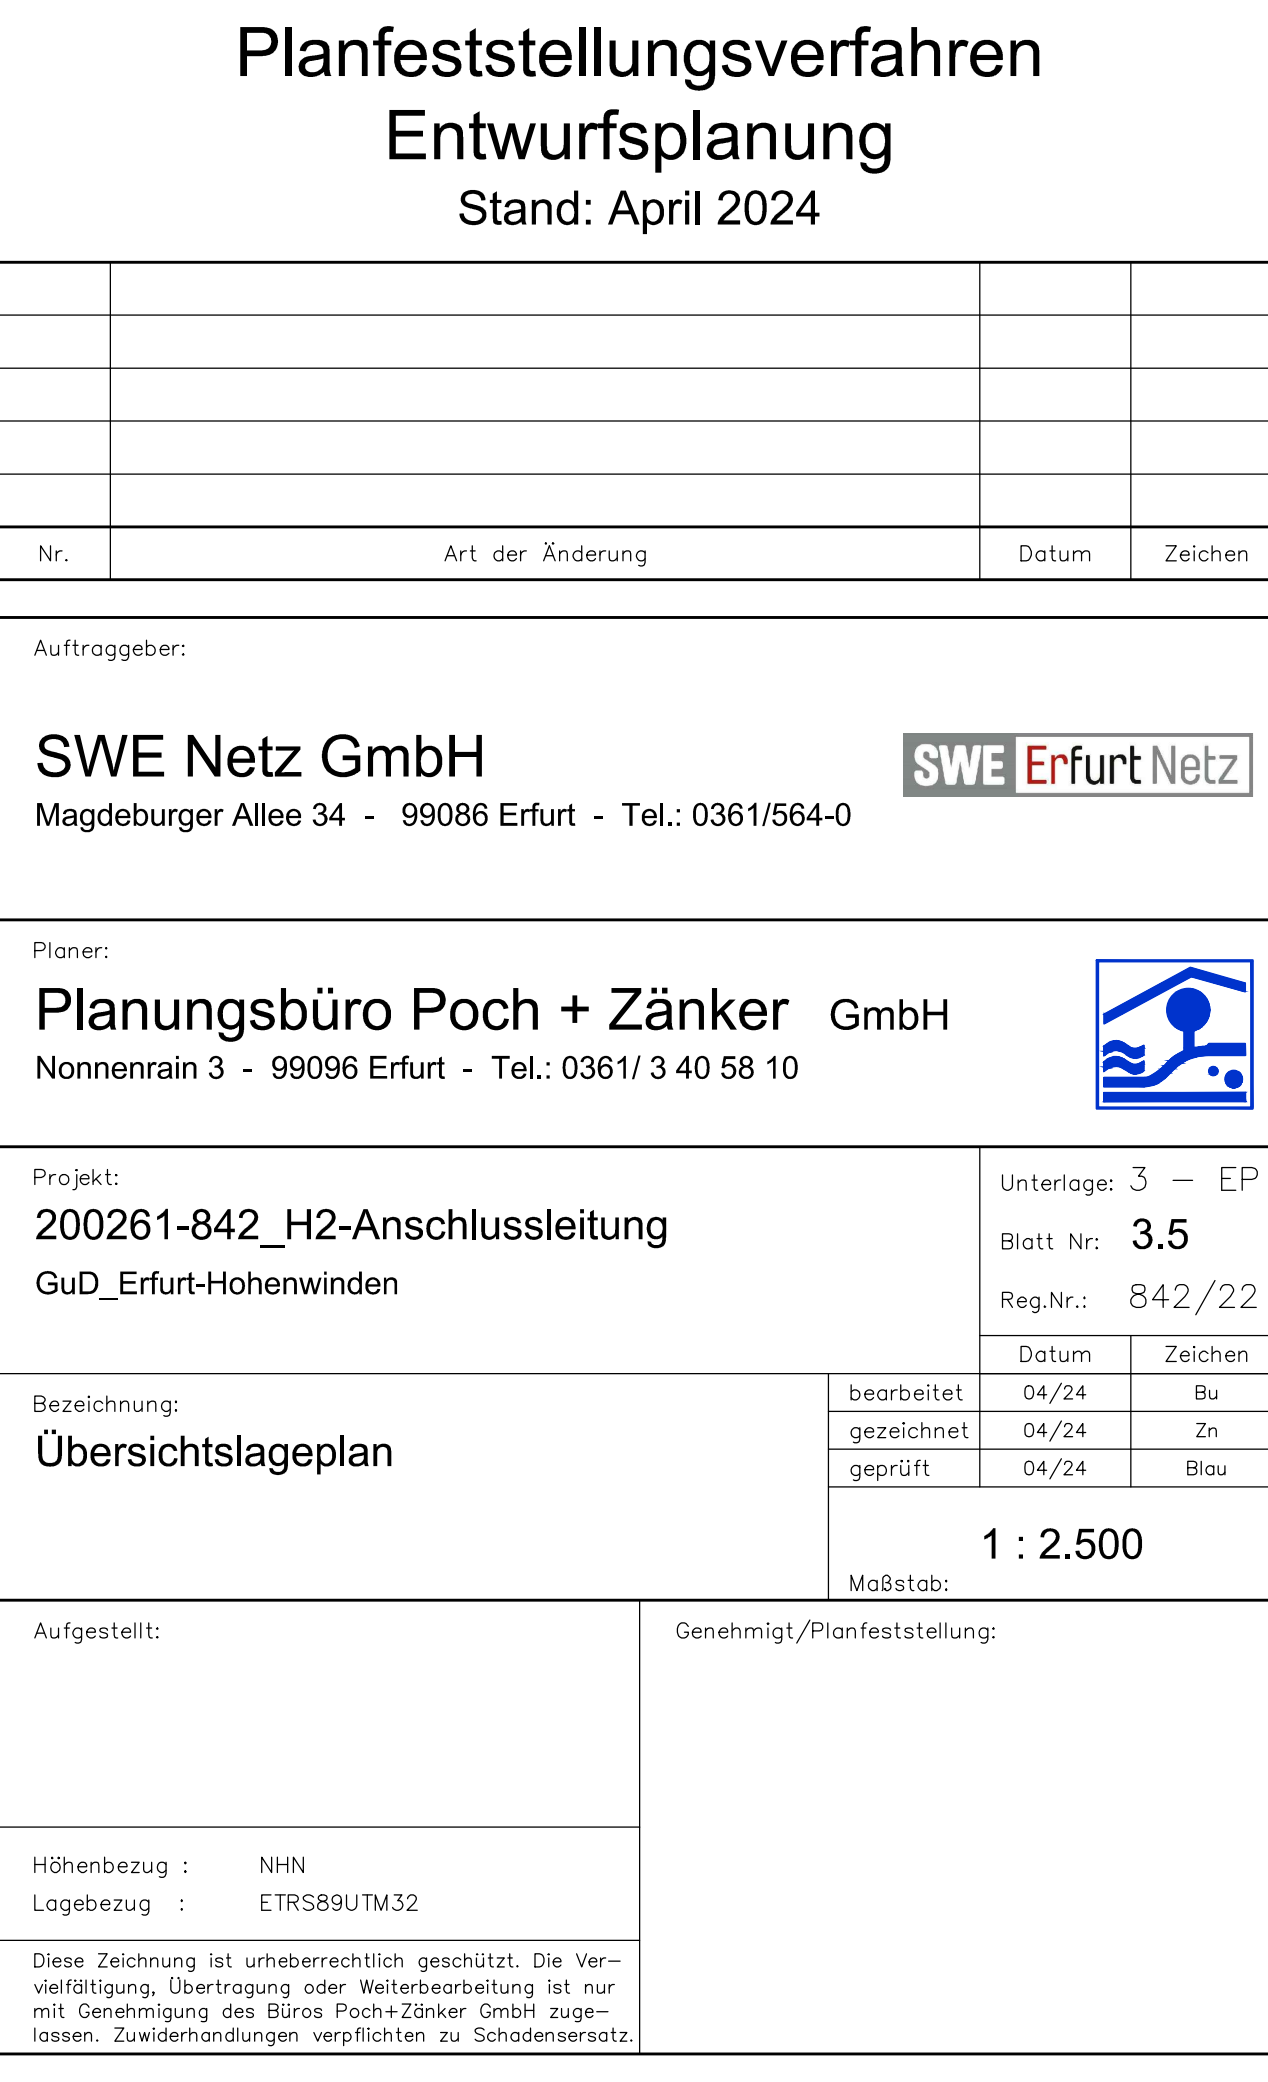 Planfeststellungsverfahren
Entwurfsplanung
Stand: April 2024
Nr. Art der Änderung Datum Zeichen
Auftraggeber:
SWE Netz GmbH
Magdeburger Allee 34 - 99086 Erfurt - Tel.: 0361/564-0
SWE Erfurt Netz
Planer:
Planungsbüro Poch + Zänker GmbH
Nonnenrain 3 - 99096 Erfurt - Tel.: 0361/ 3 40 58 10
Projekt:
200261-842_H2-Anschlussleitung
GuD_Erfurt-Hohenwinden
Unterlage: 3 - EP
Blatt Nr: 3.5
Reg.Nr.: 842/22
Datum Zeichen
bearbeitet 04/24 Bu
gezeichnet 04/24 Zn
geprüft 04/24 Blau
Bezeichnung:
Übersichtslageplan
1 : 2.500
Maßstab:
Aufgestellt:
Genehmigt/Planfeststellung:
Höhenbezug : NHN
Lagebezug : ETRS89UTM32
Diese Zeichnung ist urheberrechtlich geschützt. Die Ver-
vielfältigung, Übertragung oder Weiterbearbeitung ist nur
mit Genehmigung des Büros Poch+Zänker GmbH zuge-
lassen. Zuwiderhandlungen verpflichten zu Schadensersatz.